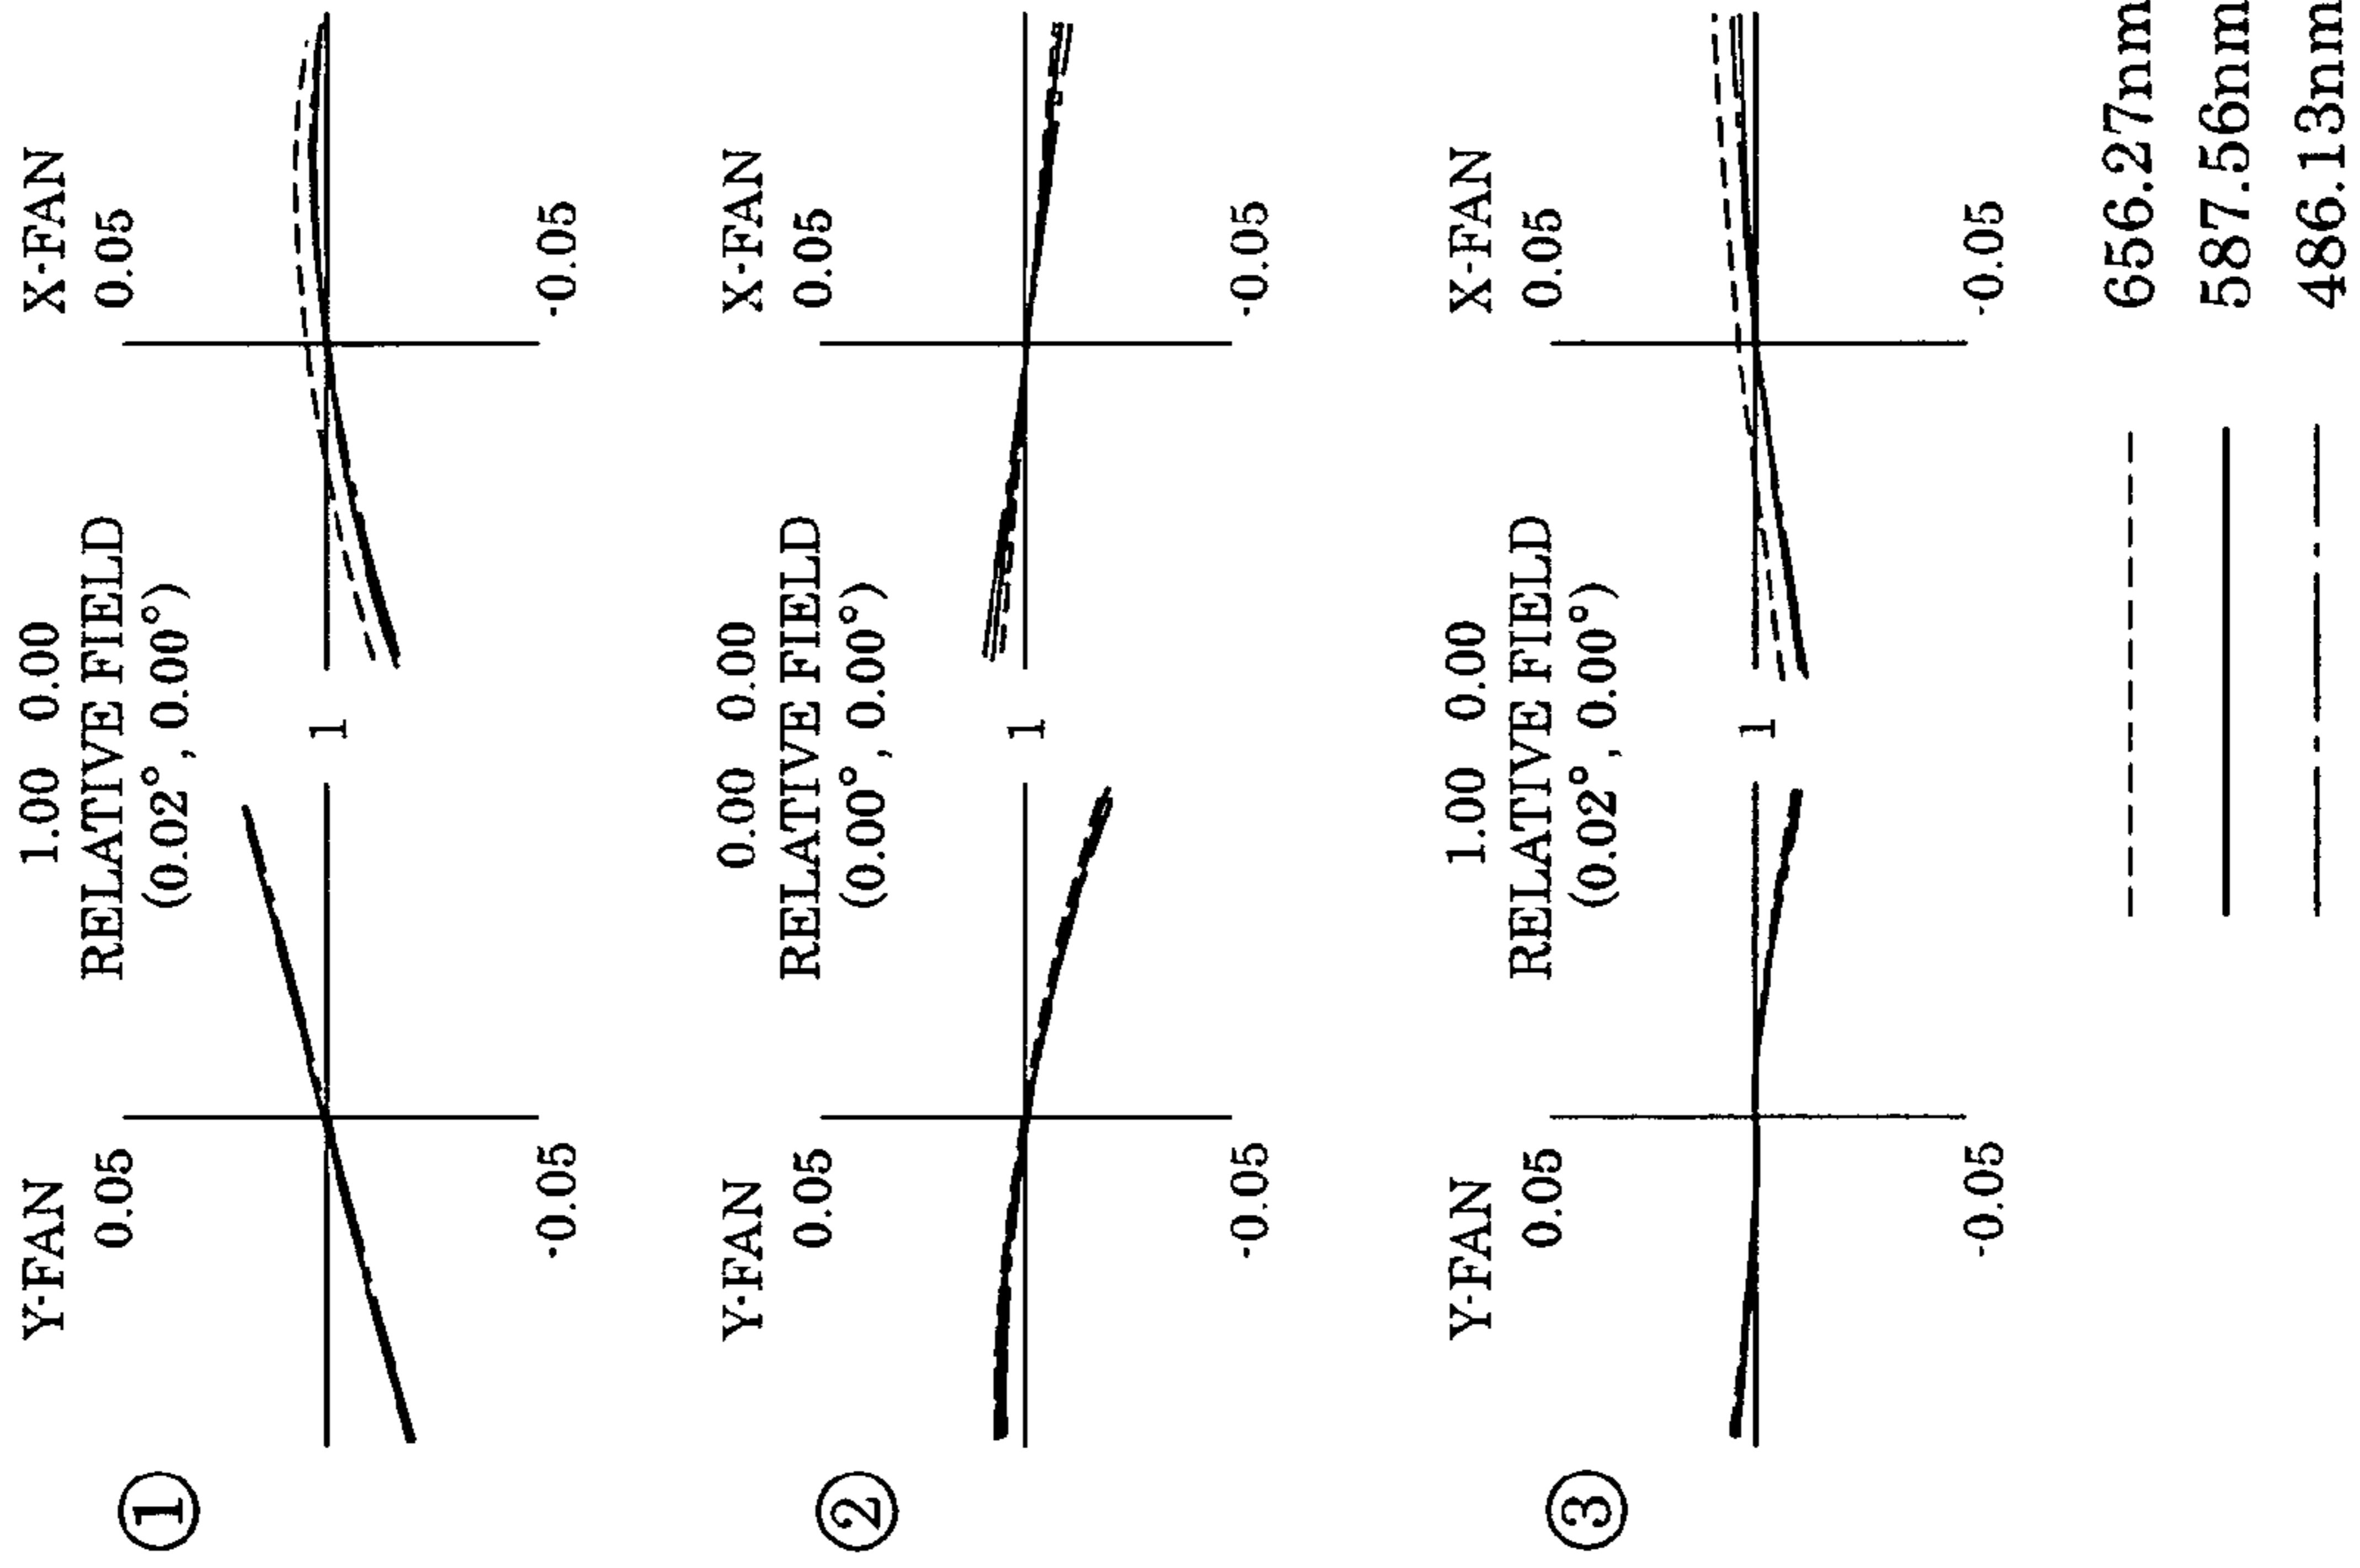 Y-FAN 1.00 0.00 X-FAN
0.05 RELATIVE FIELD 0.05
① (0.02°, 0.00°)
1
-0.05 -0.05
Y-FAN 0.00 0.00 X-FAN
0.05 RELATIVE FIELD 0.05
② (0.00°, 0.00°)
1
-0.05 -0.05
Y-FAN 1.00 0.00 X-FAN
0.05 RELATIVE FIELD 0.05
③ (0.02°, 0.00°)
1
-0.05 -0.05
656.27nm
587.56nm
486.13nm